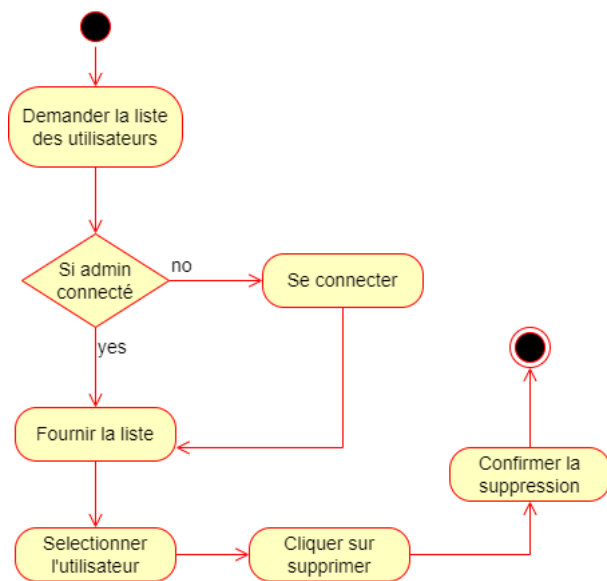 Demander la liste
des utilisateurs
Si admin
connecté
no
Se connecter
yes
Fournir la liste
Confirmer la
suppression
Selectionner
l'utilisateur
Cliquer sur
supprimer